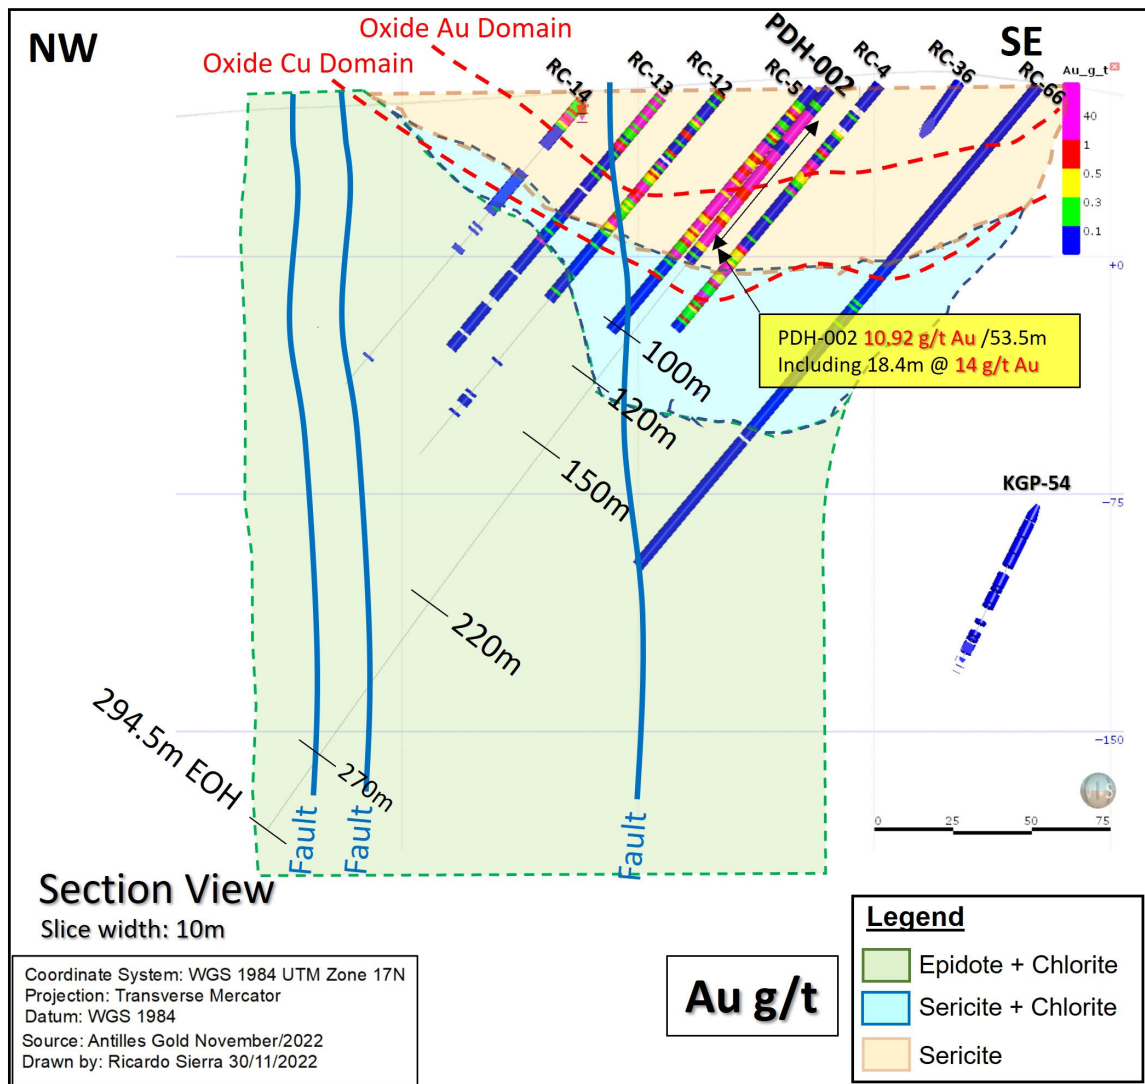 NW
Oxide Au Domain
SE
Oxide Cu Domain
RC-14
RC-13
RC-12
RC-5
PDH-002
RC-4
RC-36
RC-66
Au_g_t
40
1
0.5
0.3
0.1
+0
PDH-002 10.92 g/t Au /53.5m
Including 18.4m @ 14 g/t Au
100m
120m
150m
KGP-54
−75
220m
294.5m EOH
270m
−150
Fault
Fault
Fault
0 25 50 75
Section View
Slice width: 10m
Coordinate System: WGS 1984 UTM Zone 17N
Projection: Transverse Mercator
Datum: WGS 1984
Source: Antilles Gold November/2022
Drawn by: Ricardo Sierra 30/11/2022
Au g/t
Legend
Epidote + Chlorite
Sericite + Chlorite
Sericite